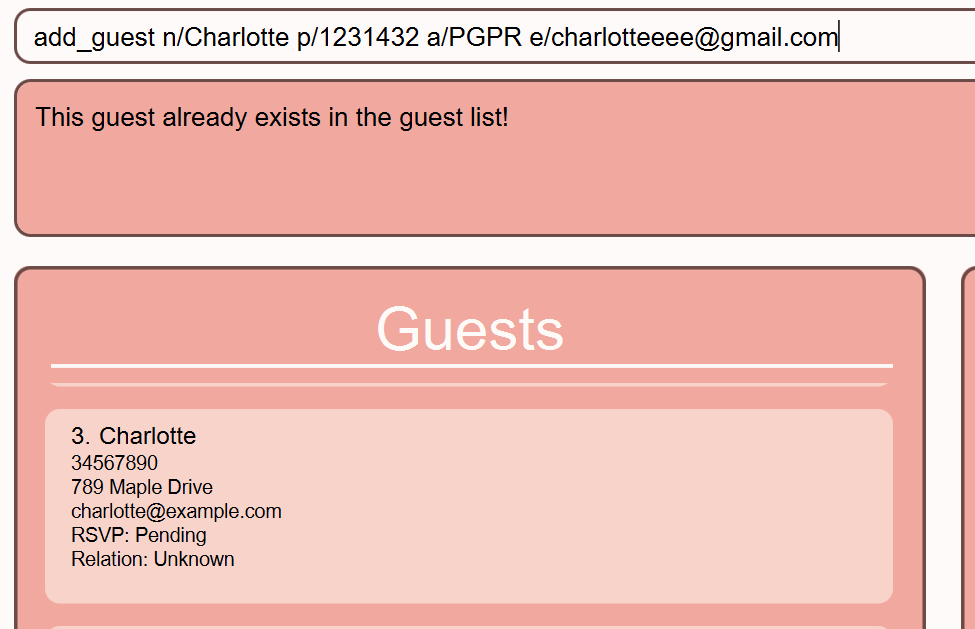 add_guest n/Charlotte p/1231432 a/PGPR e/charlotteeee@gmail.com
This guest already exists in the guest list!
Guests
3. Charlotte
34567890
789 Maple Drive
charlotte@example.com
RSVP: Pending
Relation: Unknown